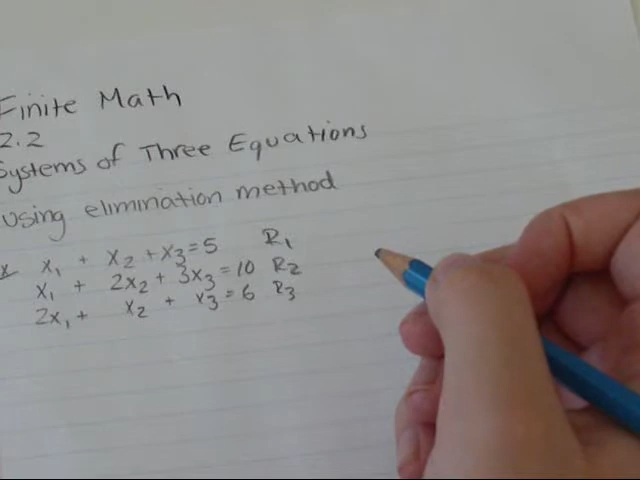 Finite Math
2.2
Systems of Three Equations
using elimination method
x₁ + x₂ + x₃ = 5 R₁
x₁ + 2x₂ + 3x₃ = 10 R₂
2x₁ + x₂ + x₃ = 6 R₃